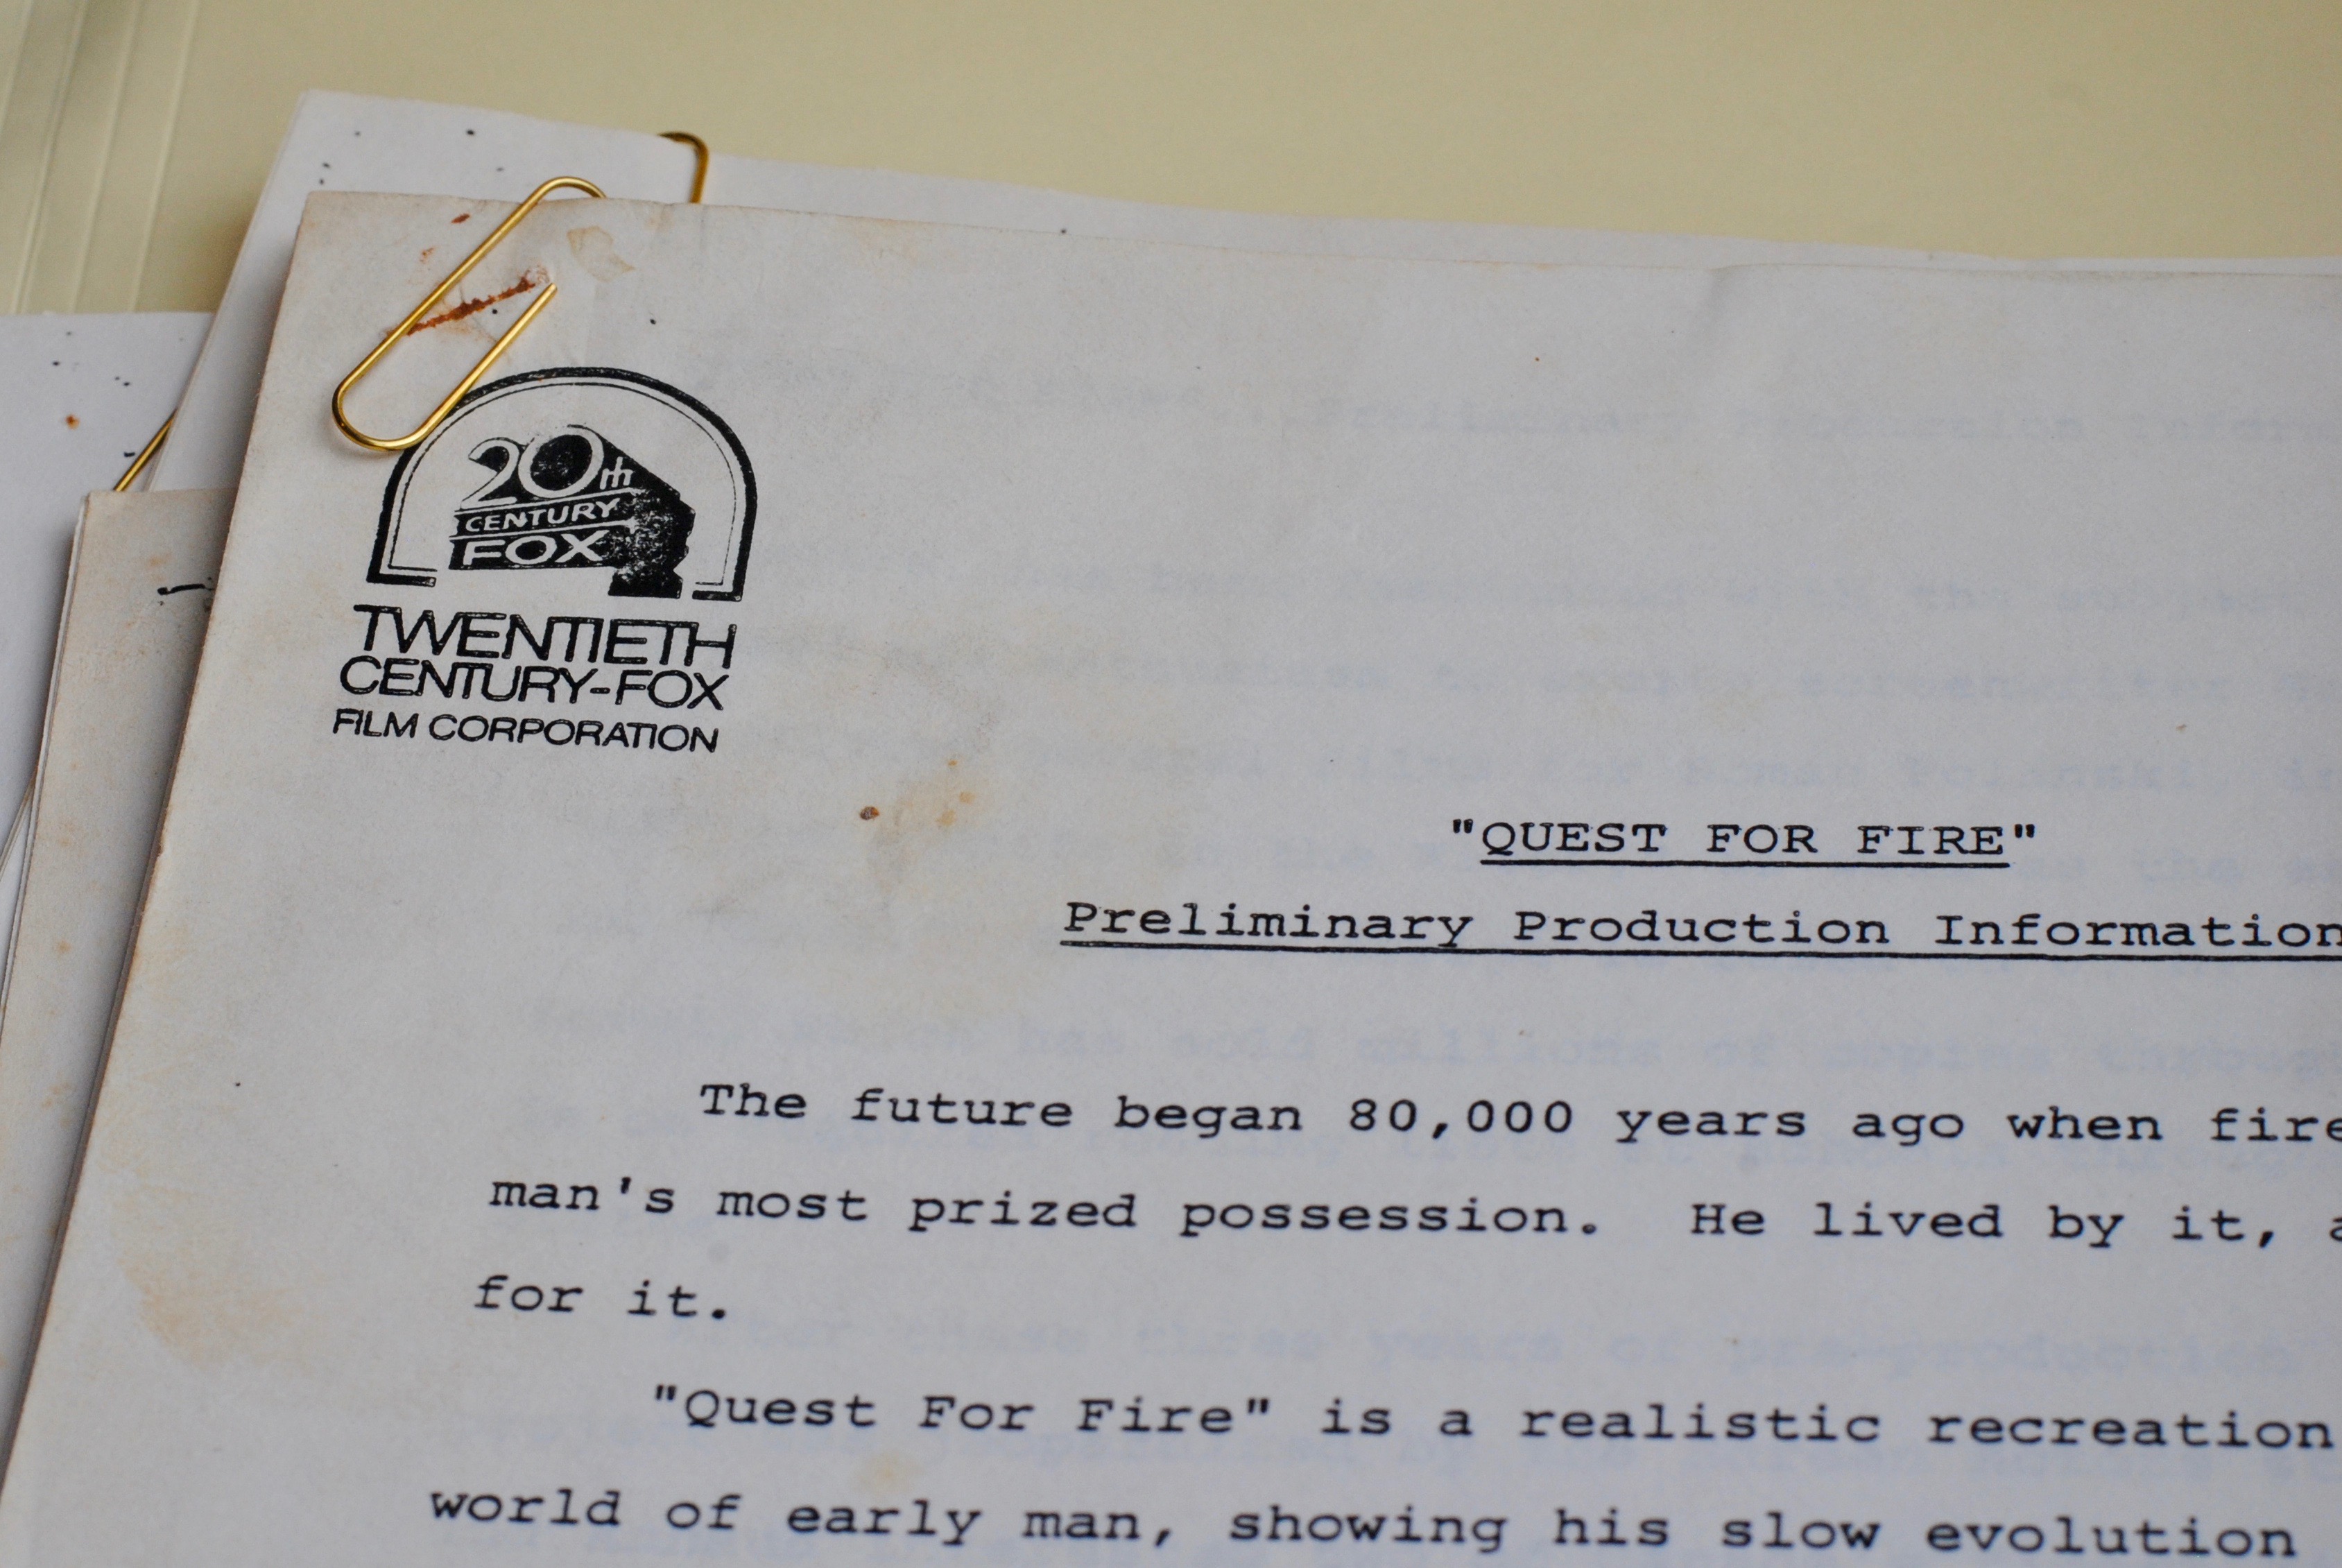 20th
CENTURY
FOX
TWENTIETH
CENTURY-FOX
FILM CORPORATION
"QUEST FOR FIRE"
Preliminary Production Information
The future began 80,000 years ago when fire
man's most prized possession. He lived by it,
for it.
"Quest For Fire" is a realistic recreation
world of early man, showing his slow evolution